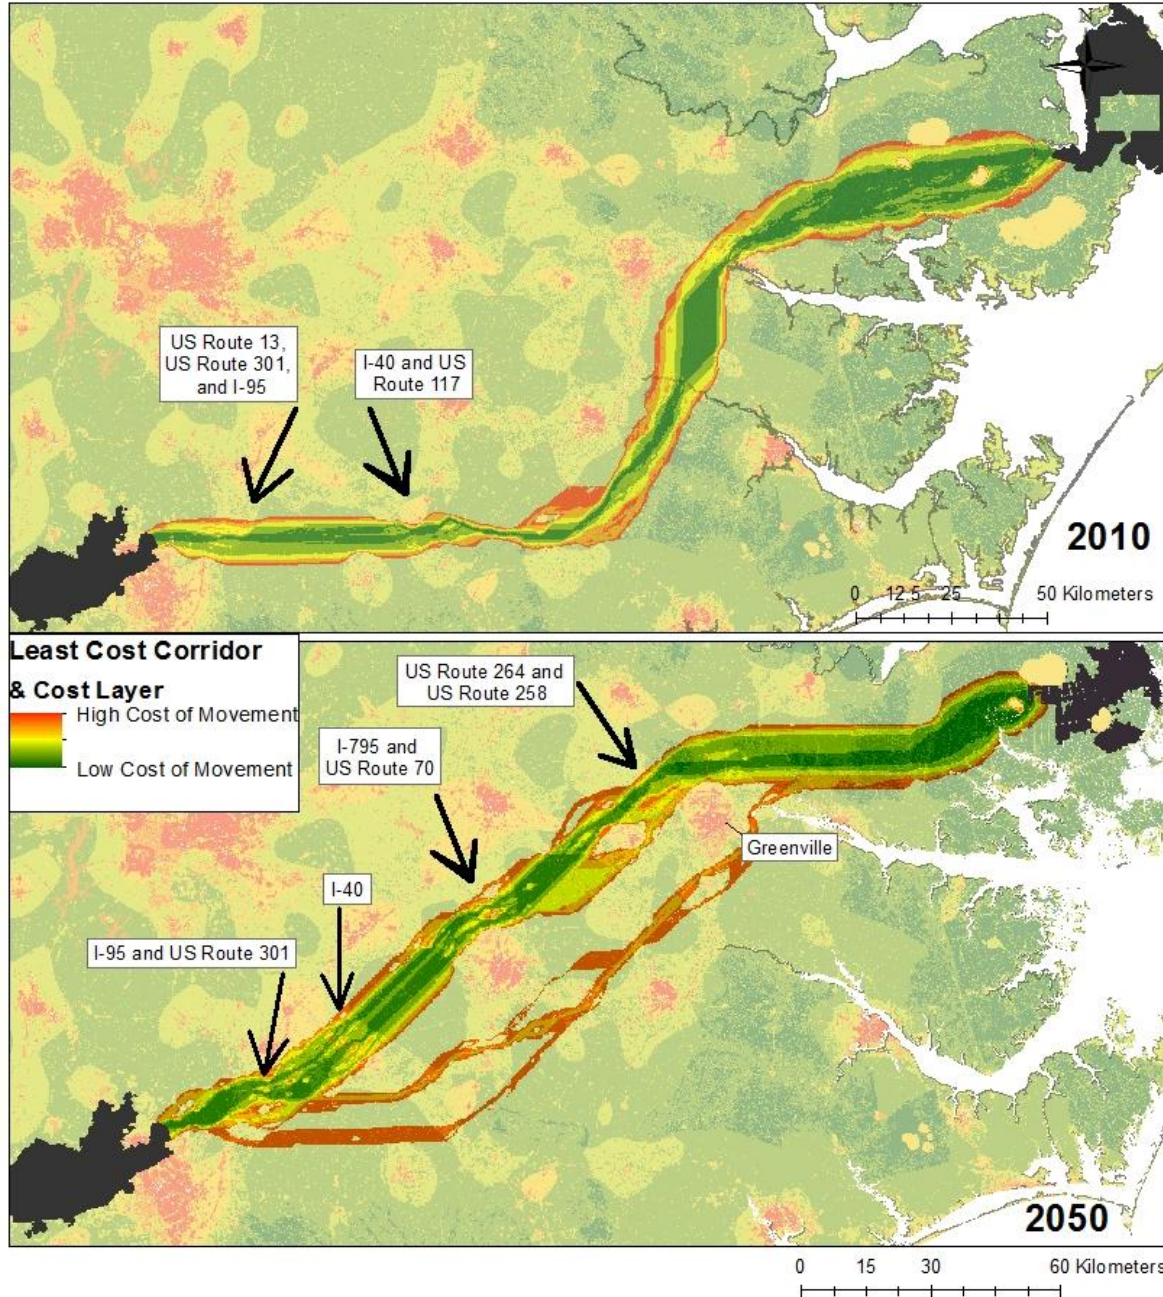 N
US Route 13,
US Route 301,
and I-95
I-40 and US
Route 117
2010
0 12.5 25 50 Kilometers
Least Cost Corridor
& Cost Layer
High Cost of Movement
Low Cost of Movement
US Route 264 and
US Route 258
I-795 and
US Route 70
Greenville
I-40
I-95 and US Route 301
2050
0 15 30 60 Kilometers